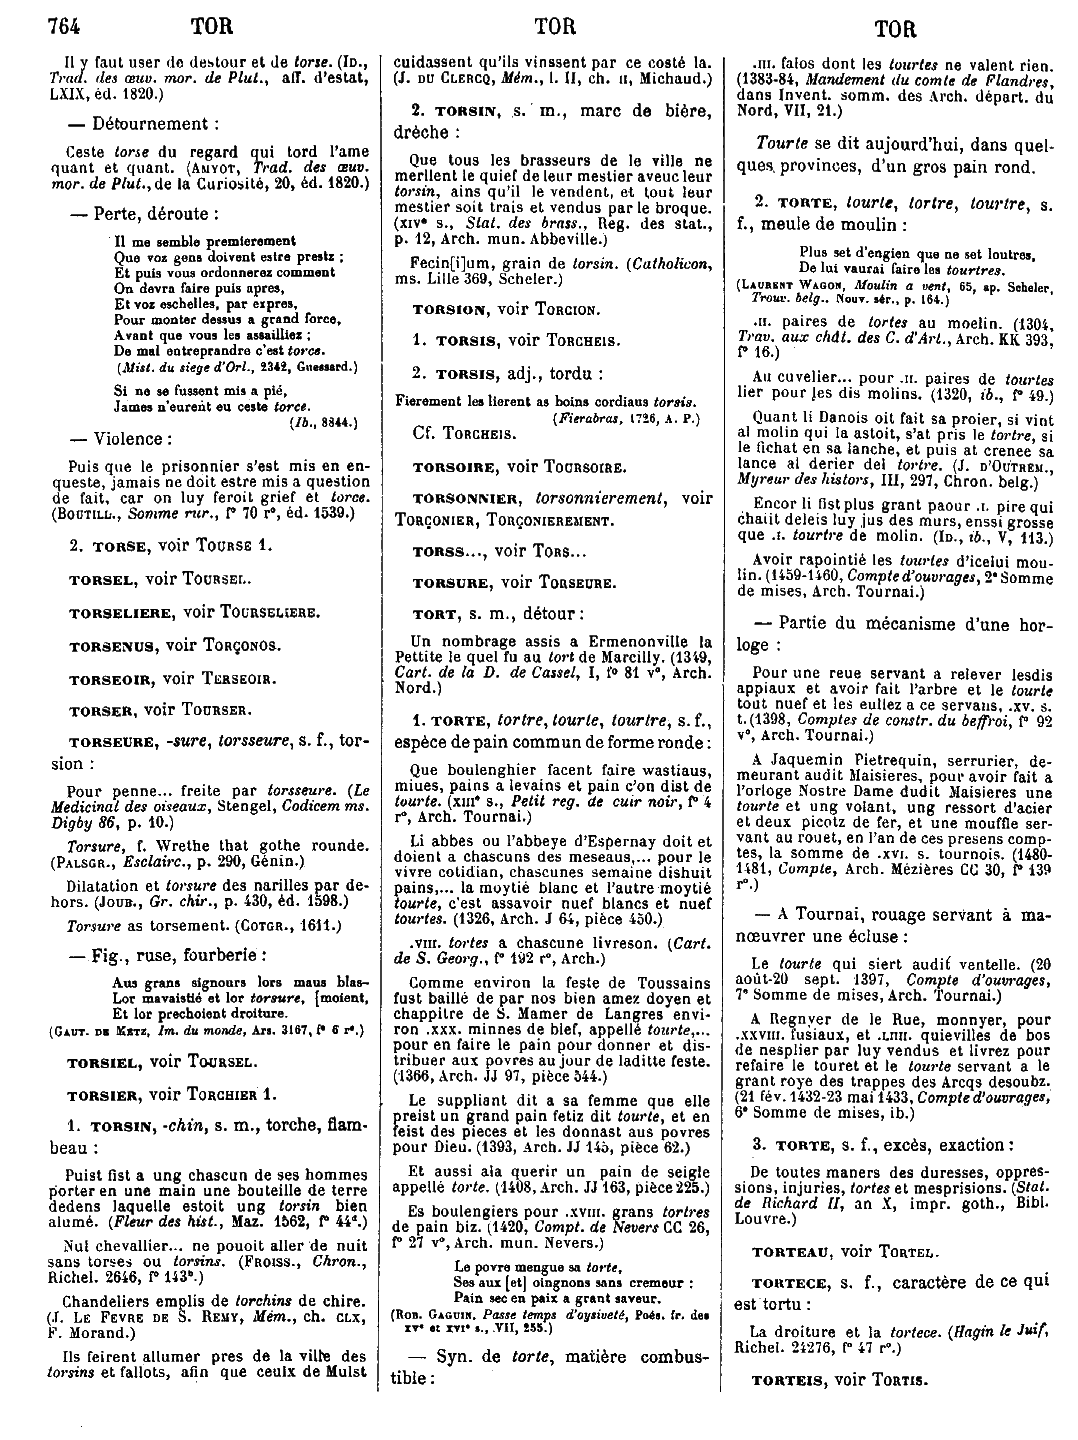 764 TOR TOR TOR
Il y faut user de destour et de torse. (ID.,
Trad. des œuv. mor. de Plut., aff. d'estat,
LXIX, éd. 1820.)
— Détournement :
Ceste torse du regard qui tord l'ame
quant et quant. (AMYOT, Trad. des œuv.
mor. de Plut., de la Curiosité, 20, éd. 1820.)
— Perte, déroute :
Il me semble premierement
Que voz gens doivent estre prestz ;
Et puis vous ordonnerez comment
On devra faire puis apres,
Et voz eschelles, par expres,
Pour monter dessus a grand force,
Avant que vous les assailliez ;
De mal entreprandre c'est torce.
(Mist. du siege d'Orl., 2342, Guessard.)
Si ne se fussent mis a pié,
James n'eurent eu ceste torce.
(Ib., 8844.)
— Violence :
Puis que le prisonnier s'est mis en en-
queste, jamais ne doit estre mis a question
de fait, car on luy feroit grief et torce.
(BOUTILL., Somme rur., f° 70 r°, éd. 1539.)
2. TORSE, voir TOURSE 1.
TORSEL, voir TOURSEL.
TORSELIERE, voir TOURSELIERE.
TORSENUS, voir TORÇONOS.
TORSEOIR, voir TERSEOIR.
TORSER, voir TOURSER.
TORSEURE, -sure, torsseure, s. f., tor-
sion :
Pour penne... freite par torsseure. (Le
Medicinal des oiseaux, Stengel, Codicem ms.
Digby 86, p. 10.)
Torsure, f. Wrethe that gothe rounde.
(PALSGR., Esclairc., p. 290, Génin.)
Dilatation et torsure des narilles par de-
hors. (JOUB., Gr. chir., p. 430, éd. 1598.)
Torsure as torsement. (COTGR., 1611.)
— Fig., ruse, fourberie :
Aus grans signours lors maus blas-
Lor mavaistié et lor torsure, [moient,
Et lor prechoient droiture.
(GAUT. DE METZ, Im. du monde, Ars. 3167, f° 6 r°.)
TORSIEL, voir TOURSEL.
TORSIER, voir TORCHIER 1.
1. TORSIN, -chin, s. m., torche, flam-
beau :
Puist fist a ung chascun de ses hommes
porter en une main une bouteille de terre
dedens laquelle estoit ung torsin bien
alumé. (Fleur des hist., Maz. 1562, f° 44ᵈ.)
Nul chevallier... ne pouoit aller de nuit
sans torses ou torsins. (FROISS., Chron.,
Richel. 2646, f° 143ᵇ.)
Chandeliers emplis de torchins de chire.
(J. LE FEVRE DE S. REMY, Mém., ch. CLX,
F. Morand.)
Ils feirent allumer pres de la ville des
torsins et fallots, afin que ceulx de Mulst
cuidassent qu'ils vinssent par ce costé la.
(J. DU CLERCQ, Mém., l. II, ch. II, Michaud.)
2. TORSIN, s. m., marc de bière,
drèche :
Que tous les brasseurs de le ville ne
merllent le quief de leur mestier aveuc leur
torsin, ains qu'il le vendent, et tout leur
mestier soit trais et vendus par le broque.
(XIVᵉ s., Stat. des brass., Reg. des stat.,
p. 12, Arch. mun. Abbeville.)
Fecin[i]um, grain de torsin. (Catholicon,
ms. Lille 369, Scheler.)
TORSION, voir TORCION.
1. TORSIS, voir TORCHEIS.
2. TORSIS, adj., tordu :
Fierement les lierent as boins cordiaus torsis.
(Fierabras, 1726, A. P.)
Cf. TORCHEIS.
TORSOIRE, voir TOURSOIRE.
TORSONNIER, torsonnierement, voir
TORÇONIER, TORÇONIEREMENT.
TORSS..., voir TORS...
TORSURE, voir TORSEURE.
TORT, s. m., détour :
Un nombrage assis a Ermenonville la
Pettite le quel fu au tort de Marcilly. (1349,
Cart. de la D. de Cassel, I, f° 81 v°, Arch.
Nord.)
1. TORTE, tortre, tourte, tourtre, s. f.,
espèce de pain commun de forme ronde :
Que boulenghier facent faire wastiaus,
miues, pains a levains et pain c'on dist de
tourte. (XIIIᵉ s., Petit reg. de cuir noir, f° 4
r°, Arch. Tournai.)
Li abbes ou l'abbeye d'Espernay doit et
doient a chascuns des meseaus,... pour le
vivre cotidian, chascunes semaine dishuit
pains,... la moytié blanc et l'autre moytié
tourte, c'est assavoir nuef blancs et nuef
tourtes. (1326, Arch. J 64, pièce 450.)
.VIII. tortes a chascune livreson. (Cart.
de S. Georg., f° 192 r°, Arch.)
Comme environ la feste de Toussains
fust baillé de par nos bien amez doyen et
chappitre de S. Mamer de Langres envi-
ron .XXX. minnes de blef, appellé tourte,...
pour en faire le pain pour donner et dis-
tribuer aux povres au jour de laditte feste.
(1366, Arch. JJ 97, pièce 544.)
Le suppliant dit a sa femme que elle
preist un grand pain fetiz dit tourte, et en
feist des pieces et les donnast aus povres
pour Dieu. (1393, Arch. JJ 145, pièce 62.)
Et aussi ala querir un pain de seigle
appellé torte. (1408, Arch. JJ 163, pièce 225.)
Es boulengiers pour .XVIII. grans tortres
de pain biz. (1420, Compt. de Nevers CC 26,
f° 27 v°, Arch. mun. Nevers.)
Le povre mengue sa torte,
Ses aux [et] oingnons sans cremeur :
Pain sec en paix a grant saveur.
(ROB. GAGUIN, Passe temps d'oysiveté, Poés. fr. des
XVᵉ et XVIᵉ s., VII, 255.)
— Syn. de torte, matière combus-
tible :
.III. falos dont les tourtes ne valent rien.
(1383-84, Mandement du comte de Flandres,
dans Invent. somm. des Arch. départ. du
Nord, VII, 21.)
Tourte se dit aujourd'hui, dans quel-
ques provinces, d'un gros pain rond.
2. TORTE, tourte, tortre, tourtre, s.
f., meule de moulin :
Plus set d'engien que ne set loutres,
De lui vaurai faire les tourtres.
(LAURENT WAGON, Moulin a vent, 65, ap. Scheler,
Trouv. belg., Nouv. sér., p. 164.)
.II. paires de tortes au moelin. (1304,
Trav. aux chât. des C. d'Art., Arch. KK 393,
f° 16.)
Au cuvelier... pour .II. paires de tourtes
lier pour les dis molins. (1320, ib., f° 49.)
Quant li Danois oit fait sa proier, si vint
al molin qui la astoit, s'at pris le tortre, si
le fichat en sa lanche, et puis at crenee sa
lance al derier del tortre. (J. D'OUTREM.,
Myreur des histors, III, 297, Chron. belg.)
Encor li fist plus grant paour .I. pire qui
chaiit deleis luy jus des murs, enssi grosse
que .I. tourtre de molin. (ID., ib., V, 113.)
Avoir rapointié les tourtes d'icelui mou-
lin. (1459-1460, Compte d'ouvrages, 2ᵉ Somme
de mises, Arch. Tournai.)
— Partie du mécanisme d'une hor-
loge :
Pour une reue servant a relever lesdis
appiaux et avoir fait l'arbre et le tourte
tout nuef et les eullez a ce servans, .XV. s.
t. (1398, Comptes de constr. du beffroi, f° 92
v°, Arch. Tournai.)
A Jaquemin Pietrequin, serrurier, de-
meurant audit Maisieres, pour avoir fait a
l'orloge Nostre Dame dudit Maisieres une
tourte et ung volant, ung ressort d'acier
et deux picotz de fer, et une mouffle ser-
vant au rouet, en l'an de ces presens comp-
tes, la somme de .XVI. s. tournois. (1480-
1481, Compte, Arch. Mézières CC 30, f° 139
r°.)
— A Tournai, rouage servant à ma-
nœuvrer une écluse :
Le tourte qui siert audit ventelle. (20
août-20 sept. 1397, Compte d'ouvrages,
7ᵉ Somme de mises, Arch. Tournai.)
A Regnyer de le Rue, monnyer, pour
.XXVIII. fusiaux, et .LIIII. quievilles de bos
de nesplier par luy vendus et livrez pour
refaire le touret et le tourte servant a le
grant roye des trappes des Arcqs desoubz.
(21 fév. 1432-23 mai 1433, Compte d'ouvrages,
6ᵉ Somme de mises, ib.)
3. TORTE, s. f., excès, exaction :
De toutes maners des duresses, oppres-
sions, injuries, tortes et mesprisions. (Stat.
de Richard II, an X, impr. goth., Bibl.
Louvre.)
TORTEAU, voir TORTEL.
TORTECE, s. f., caractère de ce qui
est tortu :
La droiture et la tortece. (Hagin le Juif,
Richel. 24276, f° 47 r°.)
TORTEIS, voir TORTIS.